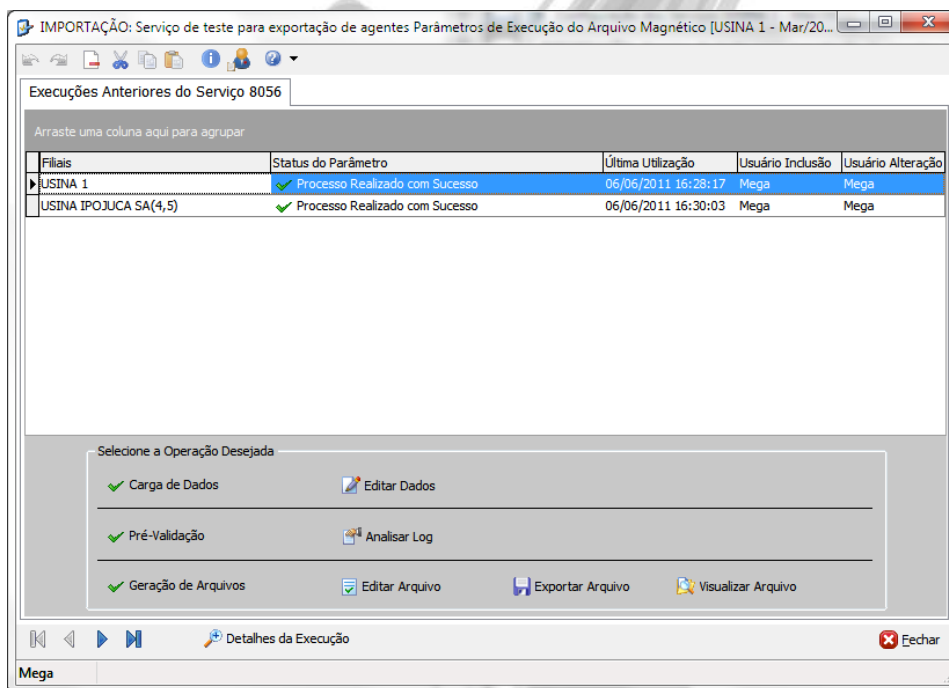 IMPORTAÇÃO: Serviço de teste para exportação de agentes Parâmetros de Execução do Arquivo Magnético [USINA 1 - Mar/20...
Execuções Anteriores do Serviço 8056
Arraste uma coluna aqui para agrupar
Filiais Status do Parâmetro Última Utilização Usuário Inclusão Usuário Alteração
USINA 1 Processo Realizado com Sucesso 06/06/2011 16:28:17 Mega Mega
USINA IPOJUCA SA(4,5) Processo Realizado com Sucesso 06/06/2011 16:30:03 Mega Mega
Selecione a Operação Desejada
Carga de Dados Editar Dados
Pré-Validação Analisar Log
Geração de Arquivos Editar Arquivo Exportar Arquivo Visualizar Arquivo
Detalhes da Execução Fechar
Mega